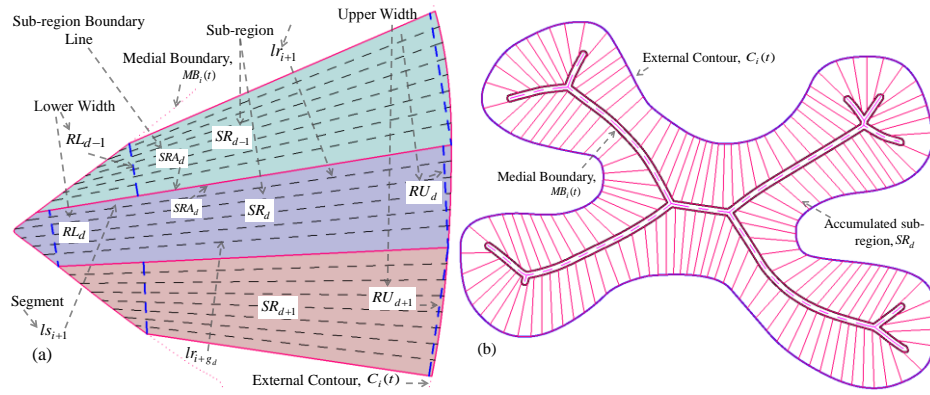 Sub-region Boundary
Line
Medial Boundary,
MB_i(t)
Sub-region
lr_{i+1}
Upper Width
Lower Width
RL_{d-1}
SR_{d-1}
SRA_d
SRA_d
SR_d
RU_d
RL_d
Segment
ls_{i+1}
SR_{d+1}
RU_{d+1}
(a)
lr_{i+g_d}
External Contour, C_i(t)
External Contour, C_i(t)
Medial Boundary,
MB_i(t)
Accumulated sub-
region, SR_d
(b)